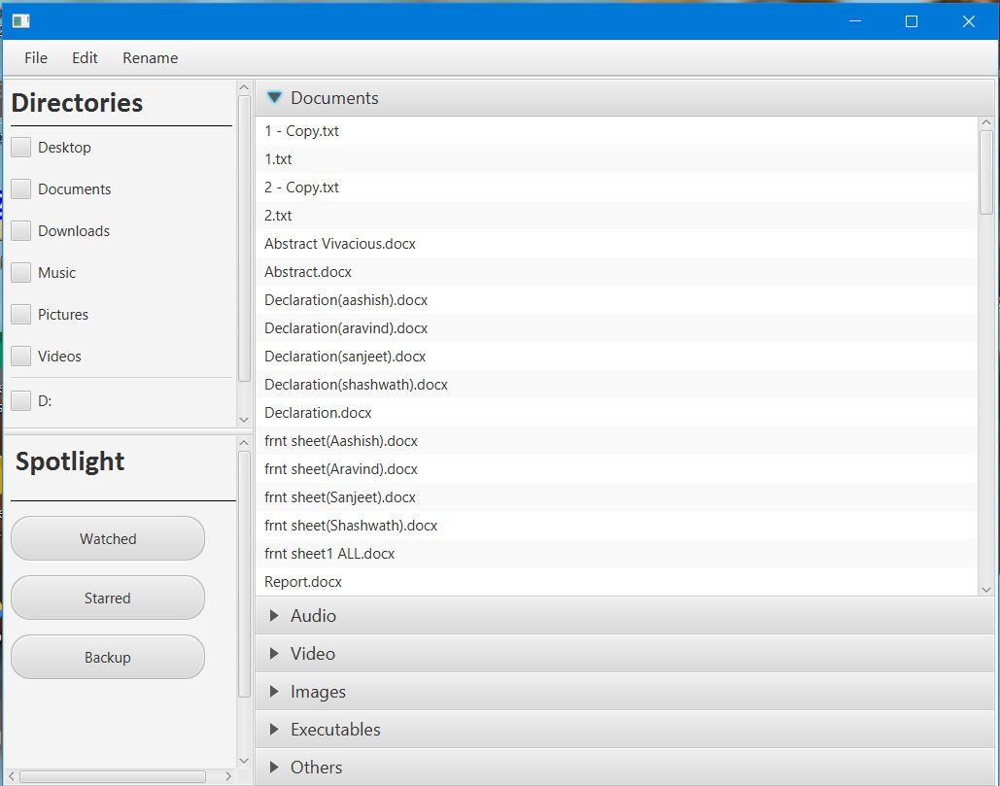 File Edit Rename
Directories
Desktop
Documents
Downloads
Music
Pictures
Videos
D:
Spotlight
Watched
Starred
Backup
Documents
1 - Copy.txt
1.txt
2 - Copy.txt
2.txt
Abstract Vivacious.docx
Abstract.docx
Declaration(aashish).docx
Declaration(aravind).docx
Declaration(sanjeet).docx
Declaration(shashwath).docx
Declaration.docx
frnt sheet(Aashish).docx
frnt sheet(Aravind).docx
frnt sheet(Sanjeet).docx
frnt sheet(Shashwath).docx
frnt sheet1 ALL.docx
Report.docx
Audio
Video
Images
Executables
Others